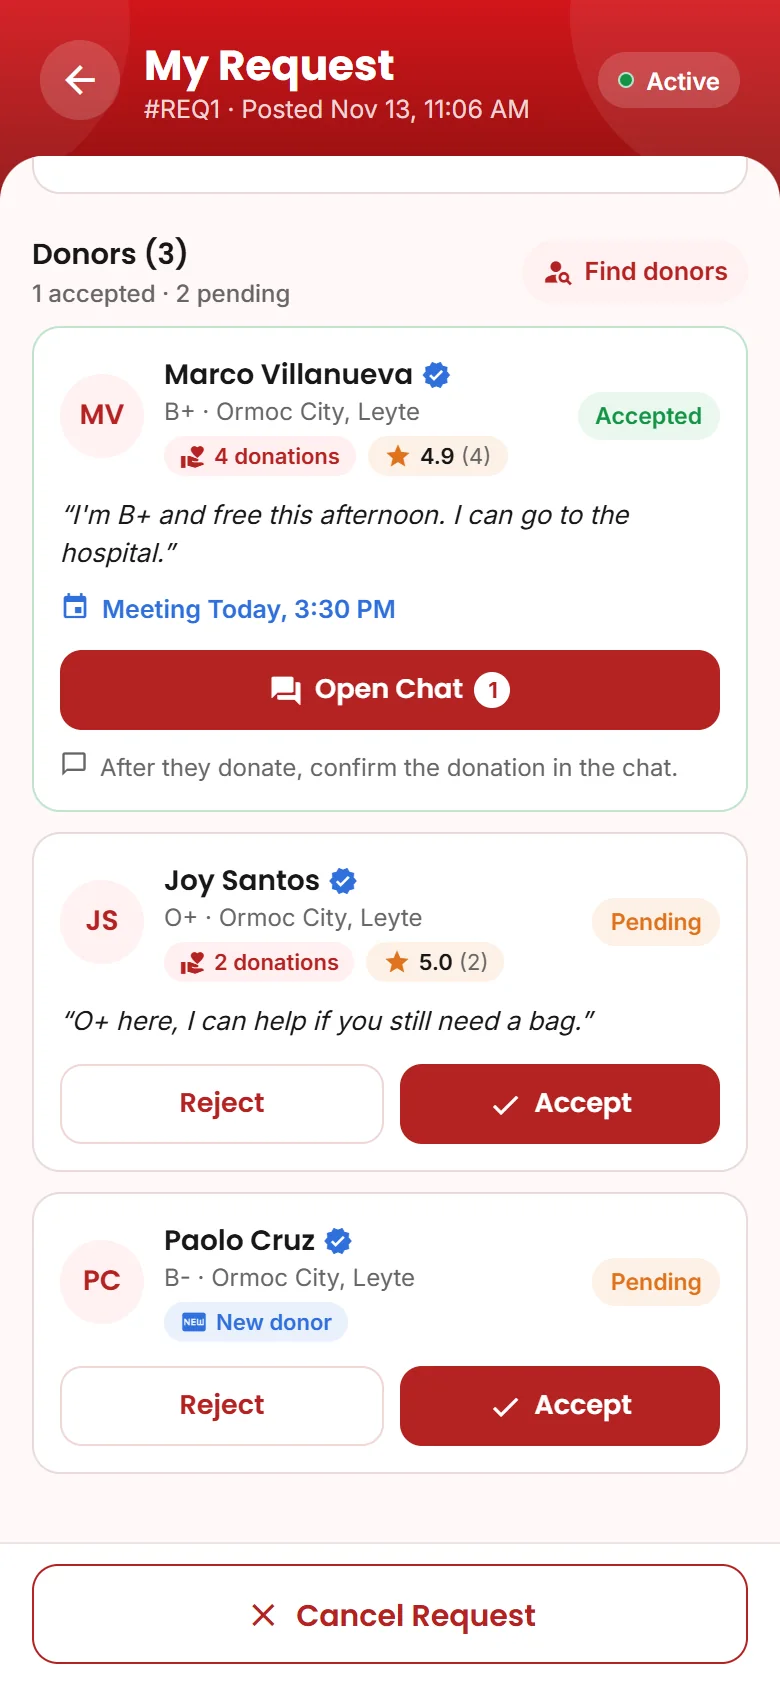 My Request
#REQ1 · Posted Nov 13, 11:06 AM
Active
Donors (3)
1 accepted · 2 pending
Find donors
MV
Marco Villanueva
B+ · Ormoc City, Leyte
4 donations
4.9 (4)
Accepted
“I'm B+ and free this afternoon. I can go to the
hospital.”
Meeting Today, 3:30 PM
Open Chat 1
After they donate, confirm the donation in the chat.
JS
Joy Santos
O+ · Ormoc City, Leyte
2 donations
5.0 (2)
Pending
“O+ here, I can help if you still need a bag.”
Reject
Accept
PC
Paolo Cruz
B- · Ormoc City, Leyte
NEW New donor
Pending
Reject
Accept
Cancel Request